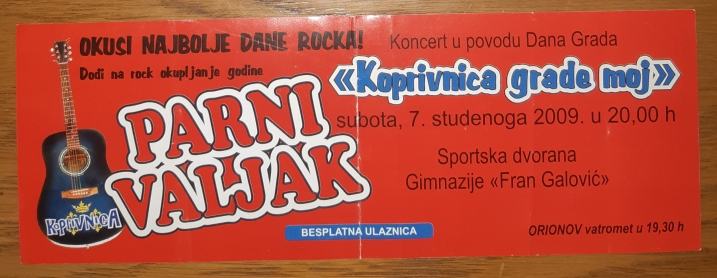 OKUSI NAJBOLJE DANE ROCKA!
Dođi na rock okupljanje godine
PARNI
VALJAK
KOPRIVNICA
BESPLATNA ULAZNICA
Koncert u povodu Dana Grada
«Koprivnica grade moj»
subota, 7. studenoga 2009. u 20,00 h
Sportska dvorana
Gimnazije «Fran Galović»
ORIONOV vatromet u 19,30 h